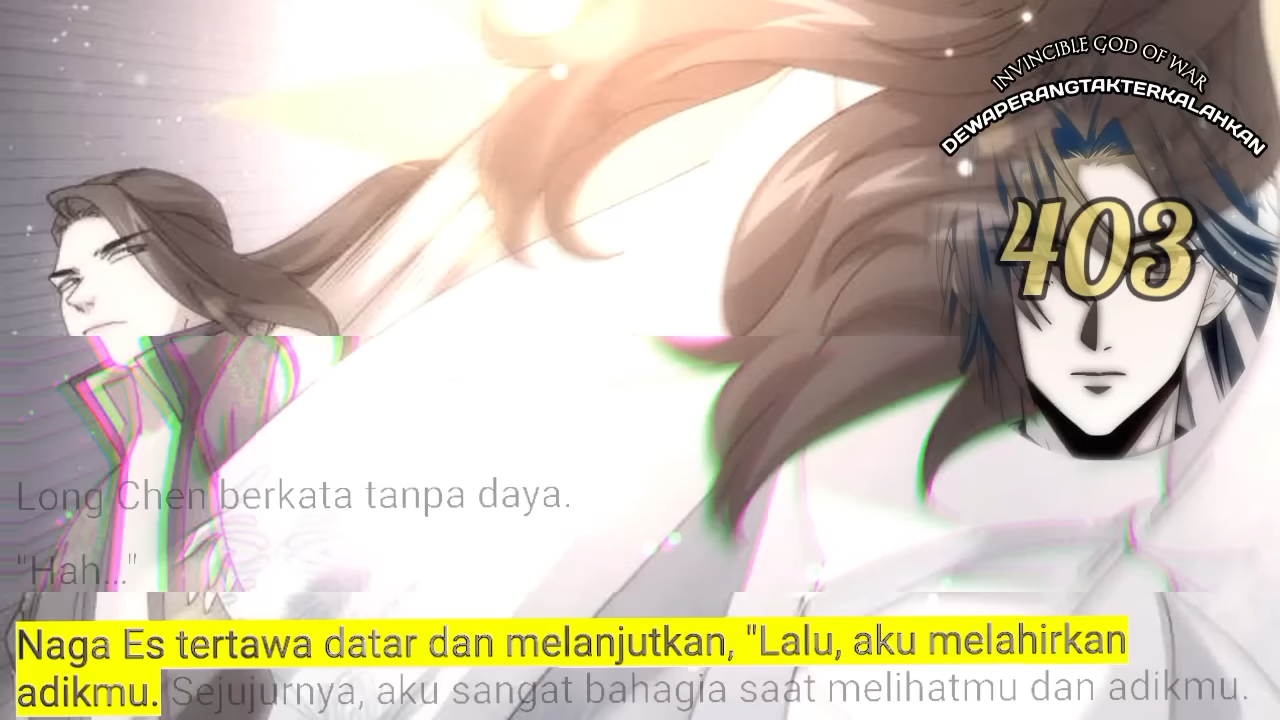 INVINCIBLE GOD OF WAR
DEWAPERANGTAKTERKALAHKAN
403
Long Chen berkata tanpa daya.
"Hah..."
Naga Es tertawa datar dan melanjutkan, "Lalu, aku melahirkan
adikmu. Sejujurnya, aku sangat bahagia saat melihatmu dan adikmu.